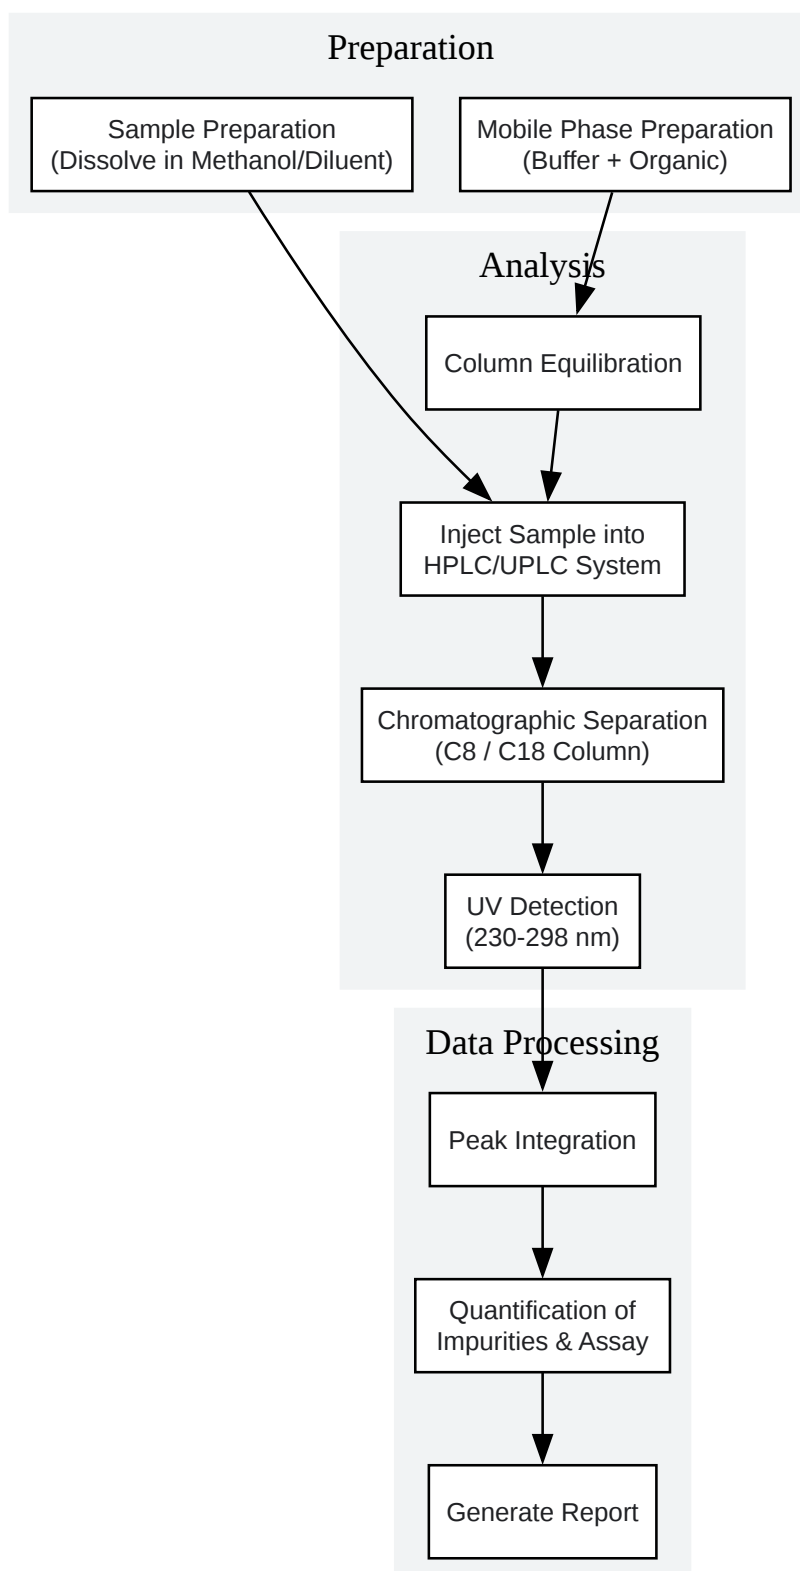 Preparation
Sample Preparation
(Dissolve in Methanol/Diluent)
Mobile Phase Preparation
(Buffer + Organic)
Analysis
Column Equilibration
Inject Sample into
HPLC/UPLC System
Chromatographic Separation
(C8 / C18 Column)
UV Detection
(230-298 nm)
Data Processing
Peak Integration
Quantification of
Impurities & Assay
Generate Report